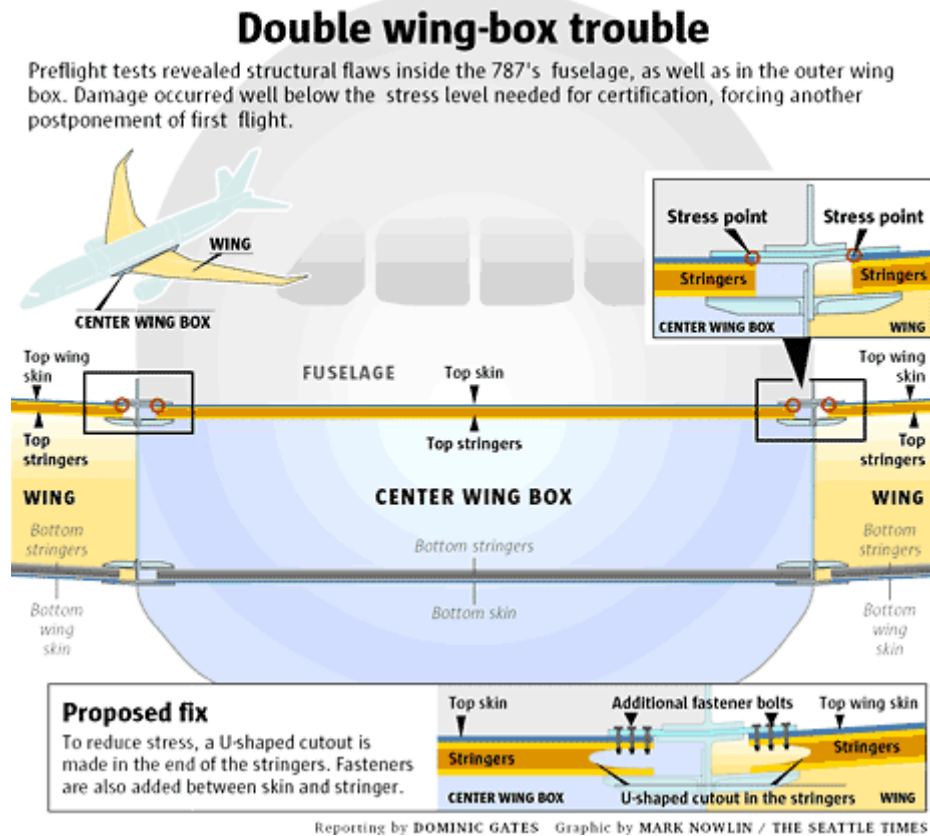 Double wing-box trouble
Preflight tests revealed structural flaws inside the 787's fuselage, as well as in the outer wing
box. Damage occurred well below the stress level needed for certification, forcing another
postponement of first flight.
WING
CENTER WING BOX
Stress point
Stress point
Stringers
Stringers
CENTER WING BOX
WING
Top wing
skin
FUSELAGE
Top skin
Top wing
skin
Top
stringers
Top stringers
Top
stringers
WING
CENTER WING BOX
WING
Bottom
stringers
Bottom stringers
Bottom
stringers
Bottom
wing
skin
Bottom skin
Bottom
wing
skin
Proposed fix
To reduce stress, a U-shaped cutout is
made in the end of the stringers. Fasteners
are also added between skin and stringer.
Top skin
Additional fastener bolts
Top wing skin
Stringers
Stringers
CENTER WING BOX
U-shaped cutout in the stringers
WING
Reporting by DOMINIC GATES Graphic by MARK NOWLIN / THE SEATTLE TIMES